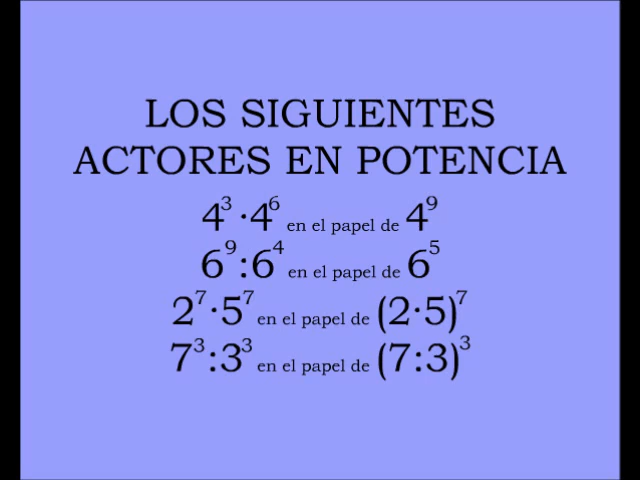 LOS SIGUIENTES
ACTORES EN POTENCIA
4³·4⁶ en el papel de 4⁹
6⁹:6⁴ en el papel de 6⁵
2⁷·5⁷ en el papel de (2·5)⁷
7³:3³ en el papel de (7:3)³